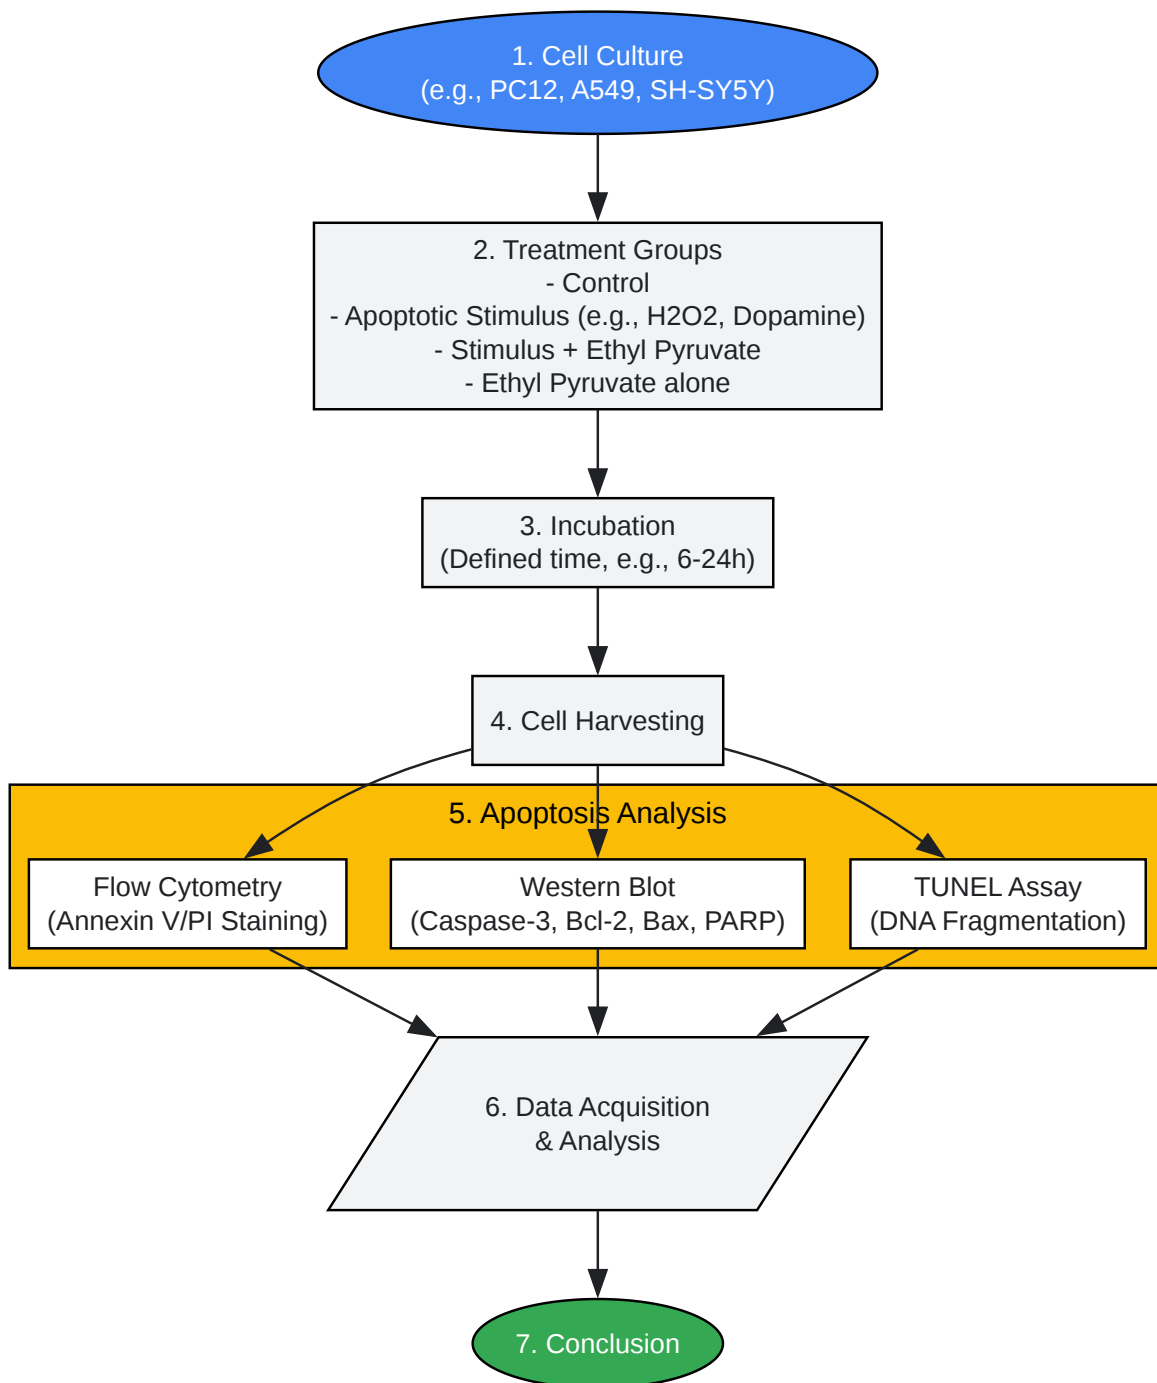 1. Cell Culture
(e.g., PC12, A549, SH-SY5Y)
2. Treatment Groups
- Control
- Apoptotic Stimulus (e.g., H2O2, Dopamine)
- Stimulus + Ethyl Pyruvate
- Ethyl Pyruvate alone
3. Incubation
(Defined time, e.g., 6-24h)
4. Cell Harvesting
5. Apoptosis Analysis
Flow Cytometry
(Annexin V/PI Staining)
Western Blot
(Caspase-3, Bcl-2, Bax, PARP)
TUNEL Assay
(DNA Fragmentation)
6. Data Acquisition
& Analysis
7. Conclusion